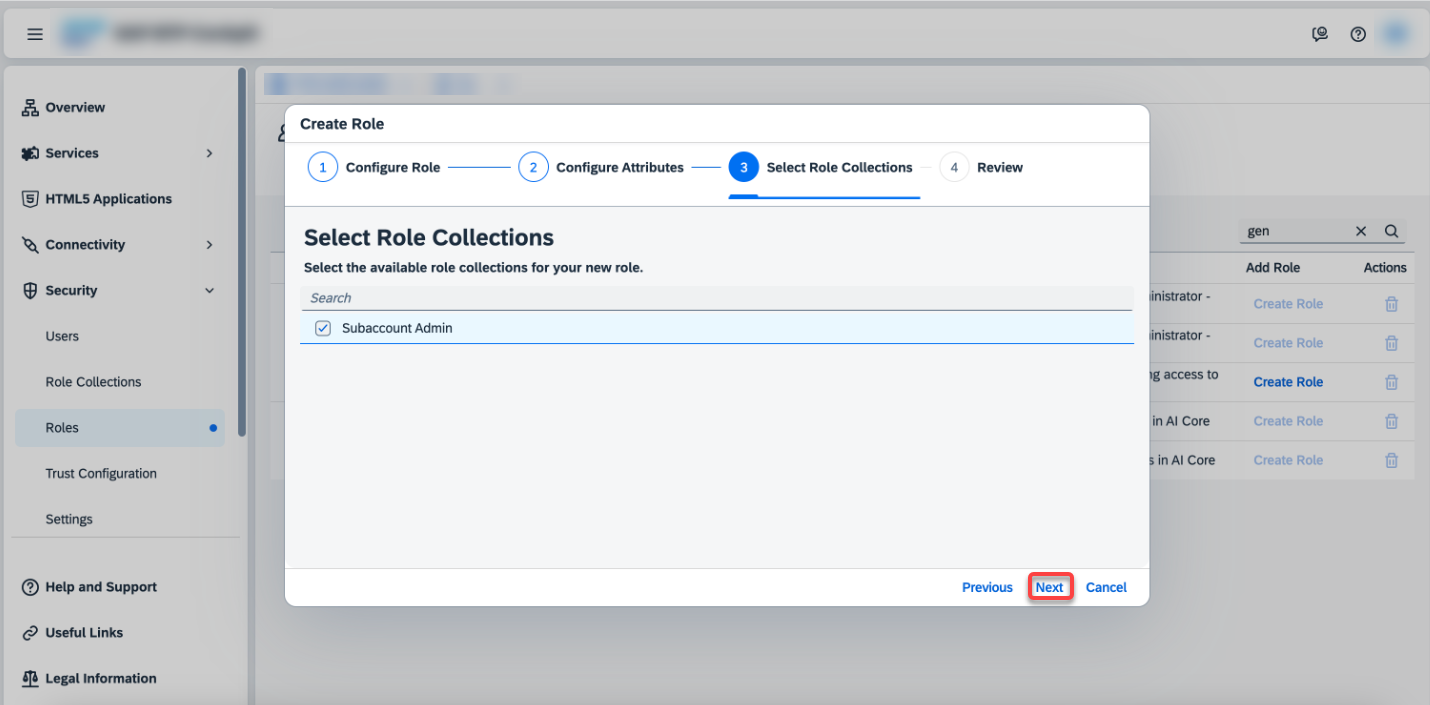 Overview
Services
HTML5 Applications
Connectivity
Security
Users
Role Collections
Roles
Trust Configuration
Settings
Help and Support
Useful Links
Legal Information
Create Role
1 Configure Role
2 Configure Attributes
3 Select Role Collections
4 Review
Select Role Collections
Select the available role collections for your new role.
Search
Subaccount Admin
Previous
Next
Cancel
gen
Add Role
Actions
inistrator -
Create Role
inistrator -
Create Role
g access to
Create Role
in AI Core
Create Role
s in AI Core
Create Role